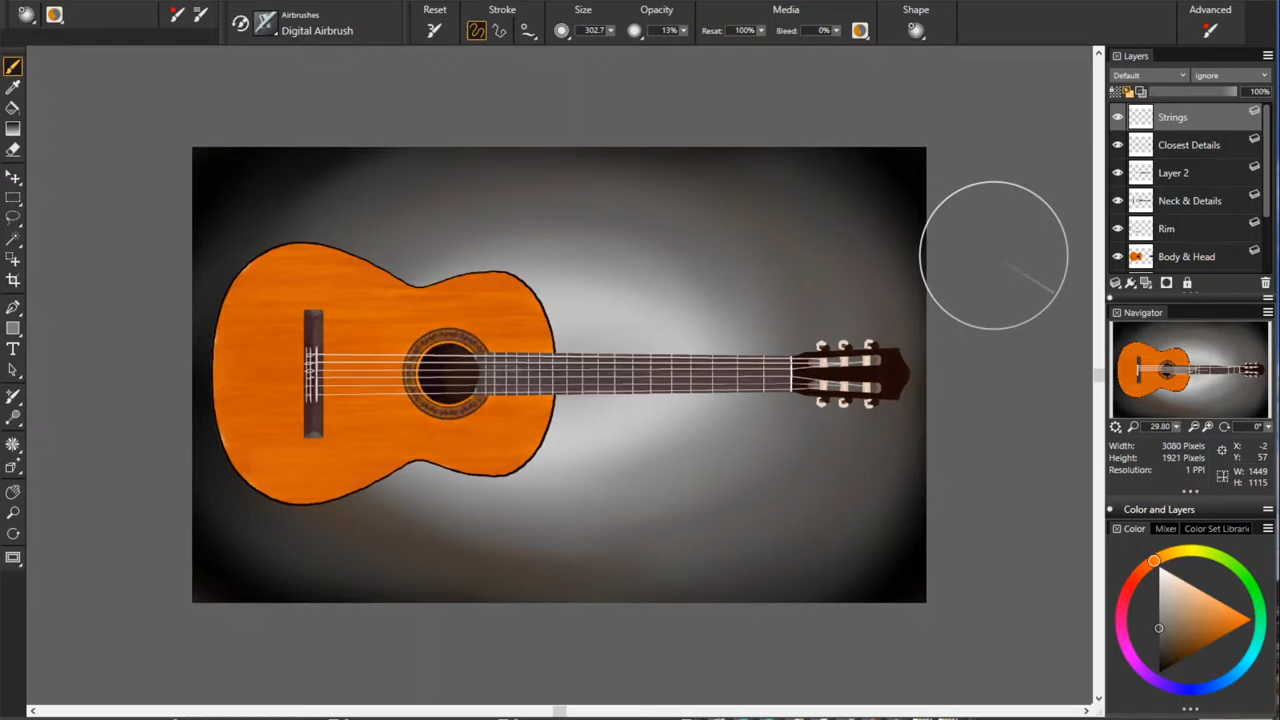 Airbrushes
Digital Airbrush
Reset
Stroke
Size
302.7
Opacity
13%
Media
Resat: 100%
Bleed: 0%
Shape
Advanced
Layers
Default
Ignore
100%
Strings
Closest Details
Layer 2
Neck & Details
Rim
Body & Head
Navigator
29.80
0°
Width: 3080 Pixels
Height: 1921 Pixels
Resolution: 1 PPI
X: -2
Y: 57
W: 1449
H: 1115
Color and Layers
Color
Mixer
Color Set Librari